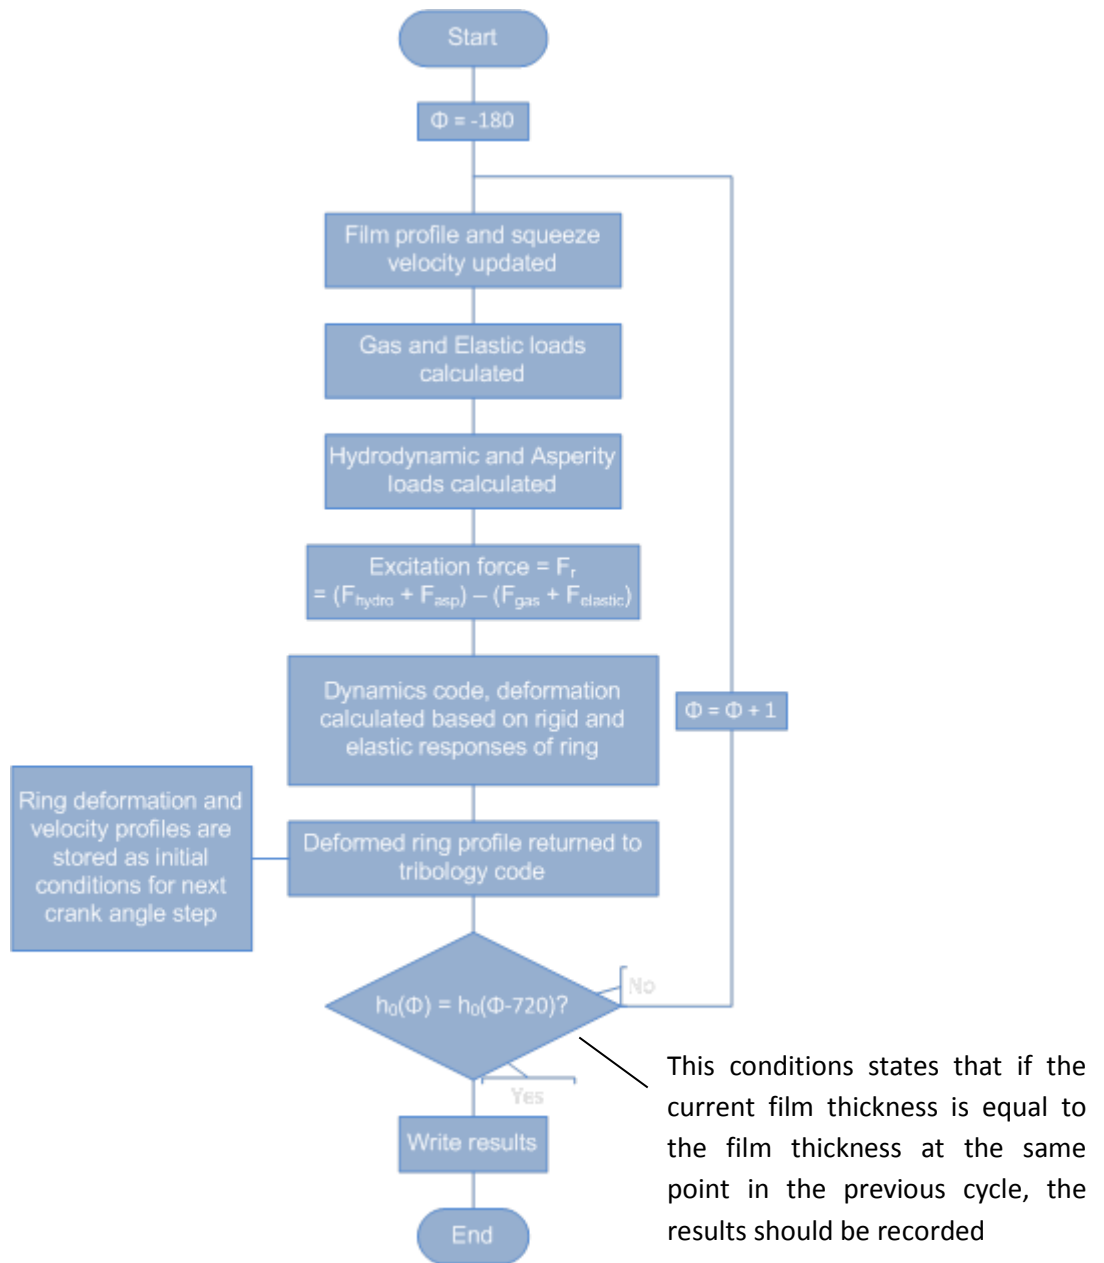 Start
Φ = -180
Film profile and squeeze
velocity updated
Gas and Elastic loads
calculated
Hydrodynamic and Asperity
loads calculated
Excitation force = Fr
= (Fhydro + Fasp) – (Fgas + Felastic)
Dynamics code, deformation
calculated based on rigid and
elastic responses of ring
Φ = Φ + 1
Ring deformation and
velocity profiles are
stored as initial
conditions for next
crank angle step
Deformed ring profile returned to
tribology code
h0(Φ) = h0(Φ-720)?
No
Yes
This conditions states that if the
current film thickness is equal to
the film thickness at the same
point in the previous cycle, the
results should be recorded
Write results
End